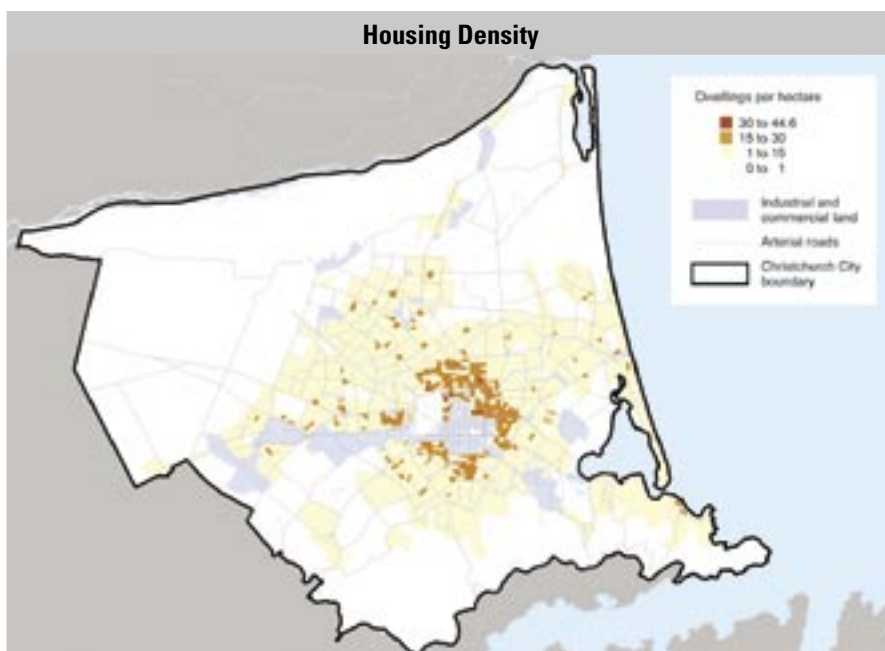 Housing Density
Dwellings per hectare
30 to 44.6
15 to 30
1 to 15
0 to 1
Industrial and
commercial land
Arterial roads
Christchurch City
boundary